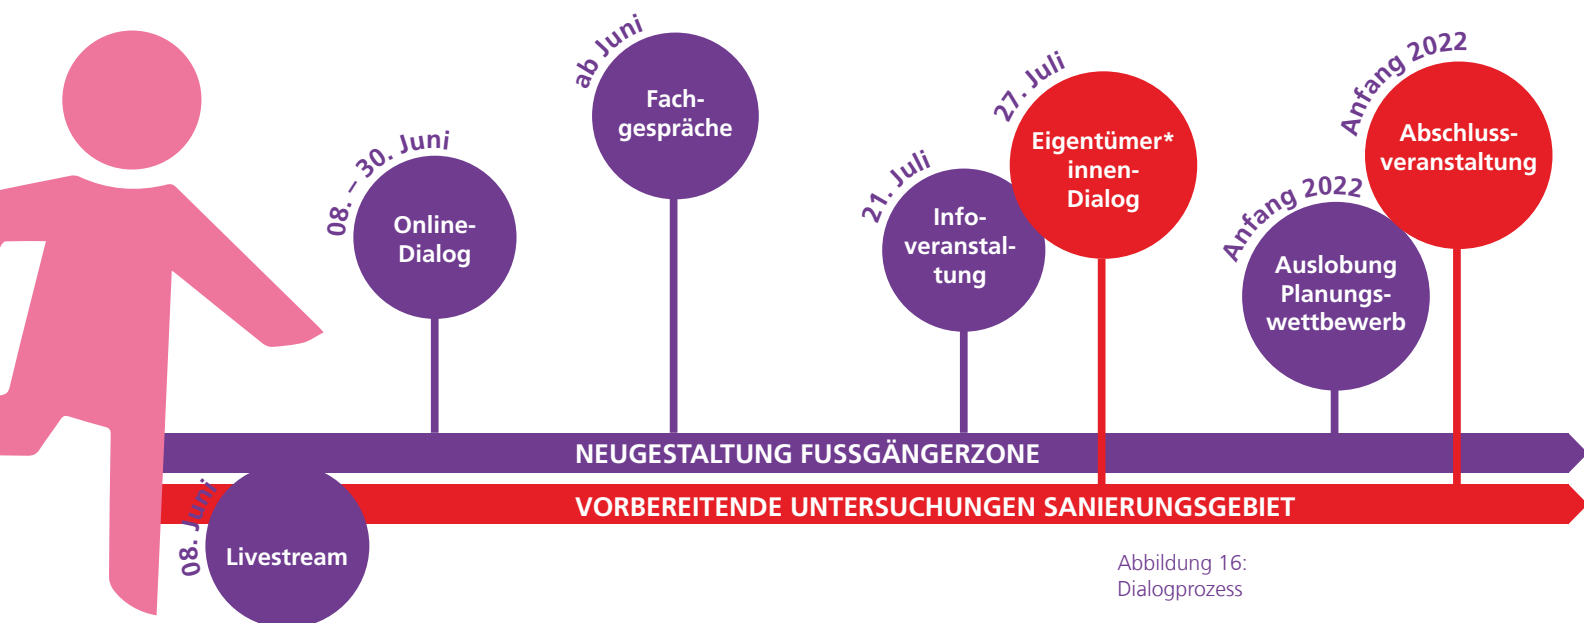 08. – 30. Juni
Online-
Dialog
ab Juni
Fach-
gespräche
21. Juli
Info-
veranstal-
tung
27. Juli
Eigentümer*
innen-
Dialog
Anfang 2022
Auslobung
Planungs-
wettbewerb
Anfang 2022
Abschluss-
veranstaltung
NEUGESTALTUNG FUSSGÄNGERZONE
VORBEREITENDE UNTERSUCHUNGEN SANIERUNGSGEBIET
08. Juni
Livestream
Abbildung 16:
Dialogprozess